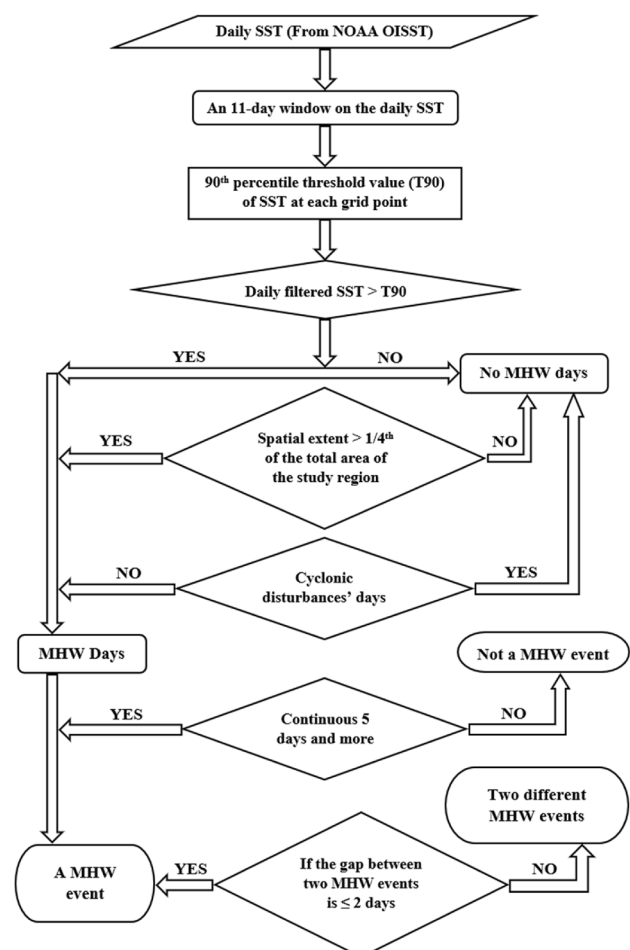 Daily SST (From NOAA OISST)
An 11-day window on the daily SST
90th percentile threshold value (T90)
of SST at each grid point
Daily filtered SST > T90
YES
NO
No MHW days
YES
Spatial extent > 1/4th
of the total area of
the study region
NO
NO
Cyclonic
disturbances’ days
YES
MHW Days
Not a MHW event
YES
Continuous 5
days and more
NO
Two different
MHW events
A MHW
event
YES
If the gap between
two MHW events
is ≤ 2 days
NO